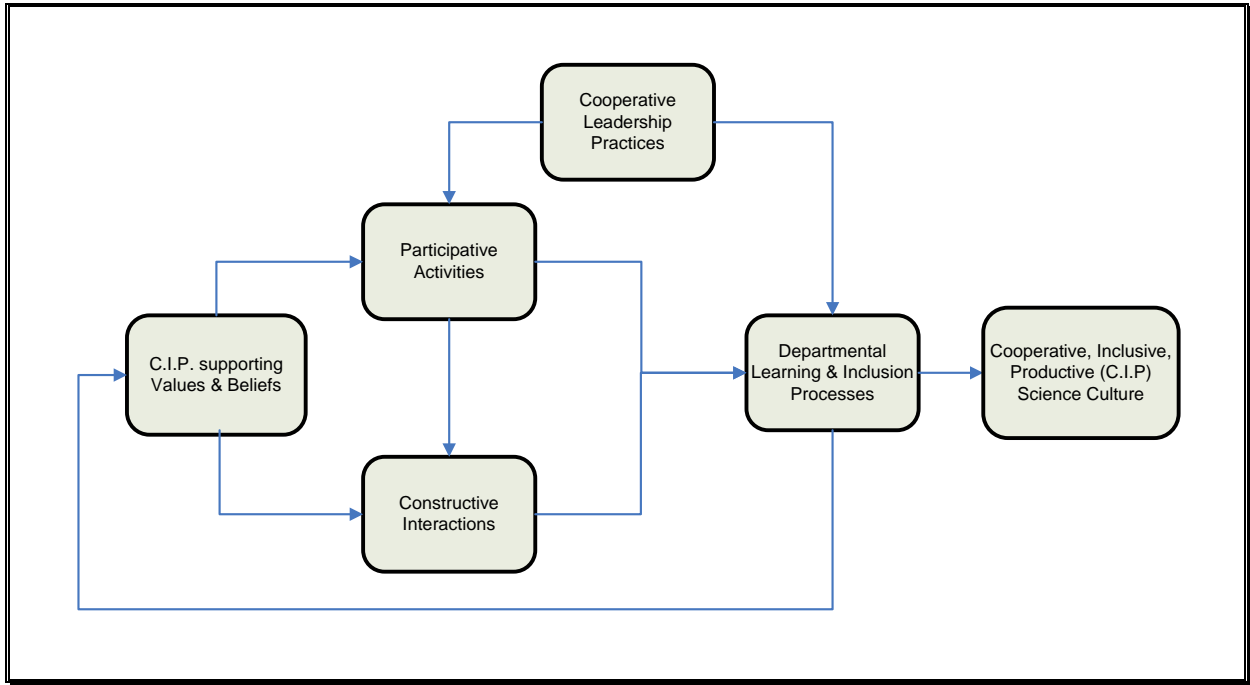 Cooperative
Leadership
Practices
Participative
Activities
C.I.P. supporting
Values & Beliefs
Departmental
Learning & Inclusion
Processes
Cooperative, Inclusive,
Productive (C.I.P)
Science Culture
Constructive
Interactions